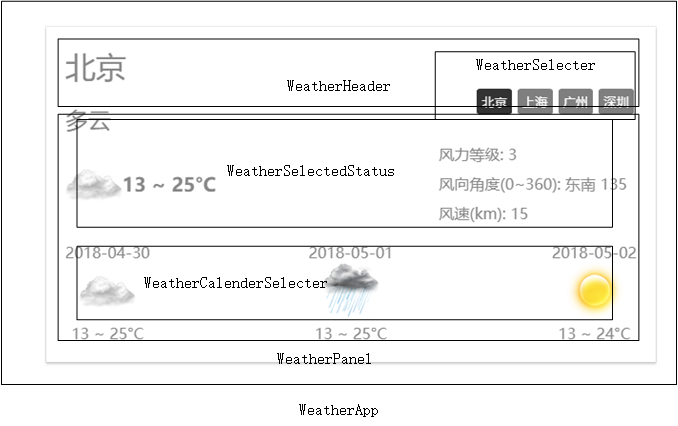 北京
WeatherSelecter
WeatherHeader
北京 上海 广州 深圳
多云
风力等级: 3
WeatherSelectedStatus
13 ~ 25°C
风向角度(0~360): 东南 135
风速(km): 15
2018-04-30 2018-05-01 2018-05-02
WeatherCalenderSelecter
13 ~ 25°C 13 ~ 25°C 13 ~ 24°C
WeatherPanel
WeatherApp